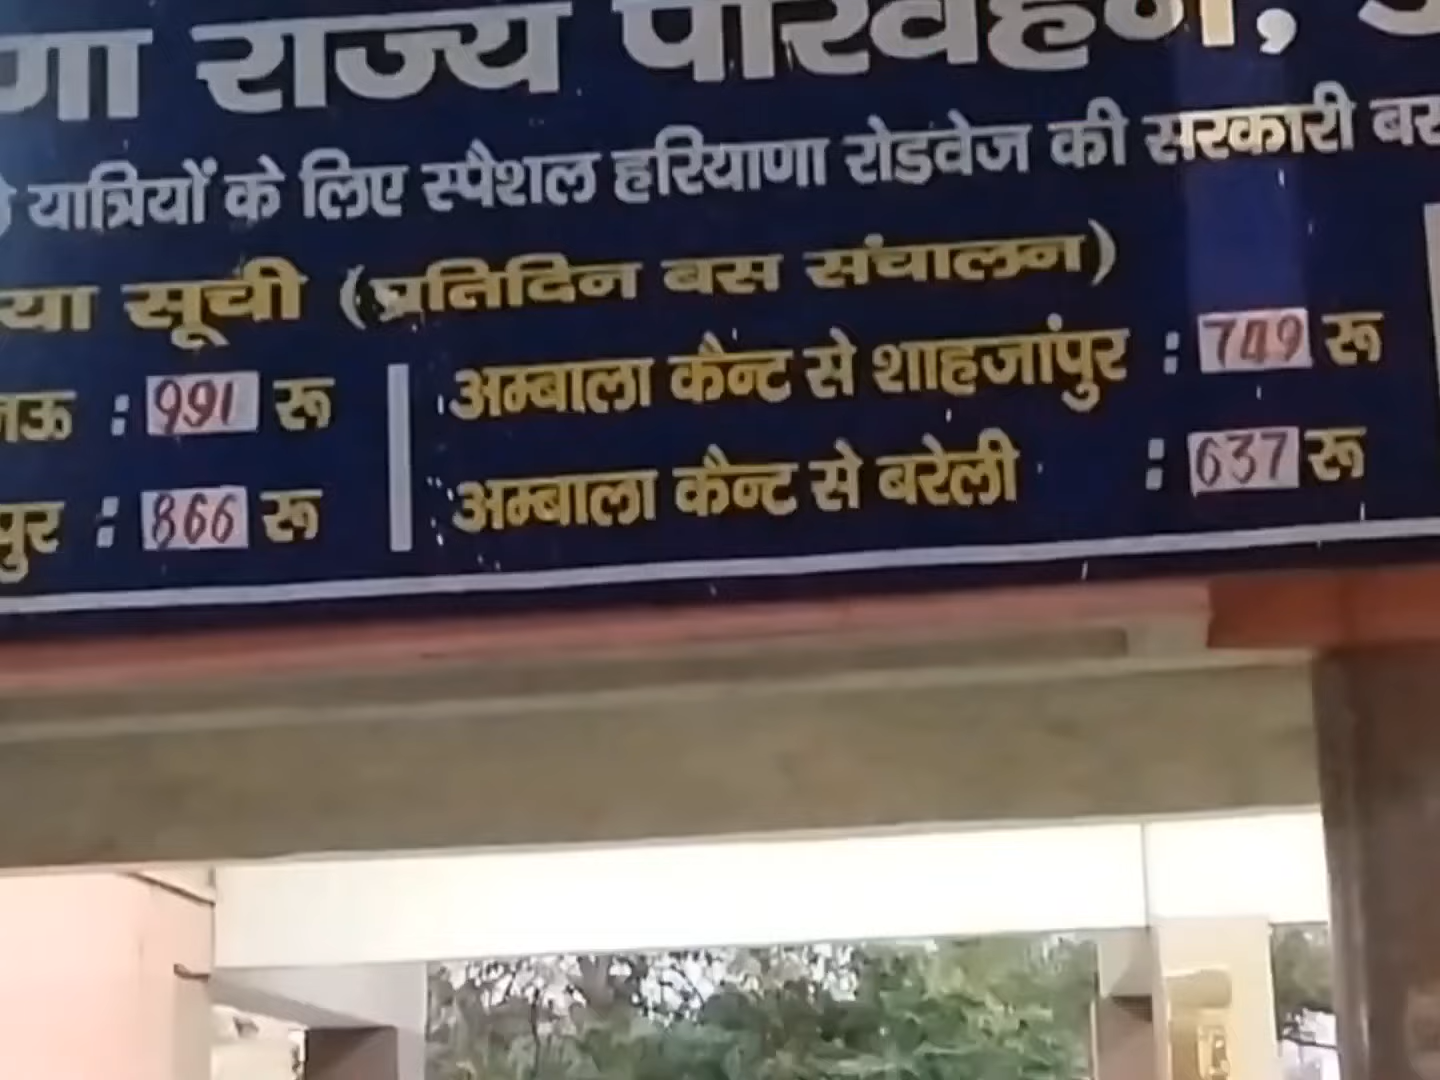 राज्य परिवहन,
यात्रियों के लिए स्पैशल हरियाणा रोडवेज की सरकारी
सूची (प्रतिदिन बस संचालन)
: 991 रू
अम्बाला कैन्ट से शाहजांपुर : 749 रू
: 866 रू
अम्बाला कैन्ट से बरेली : 637 रू